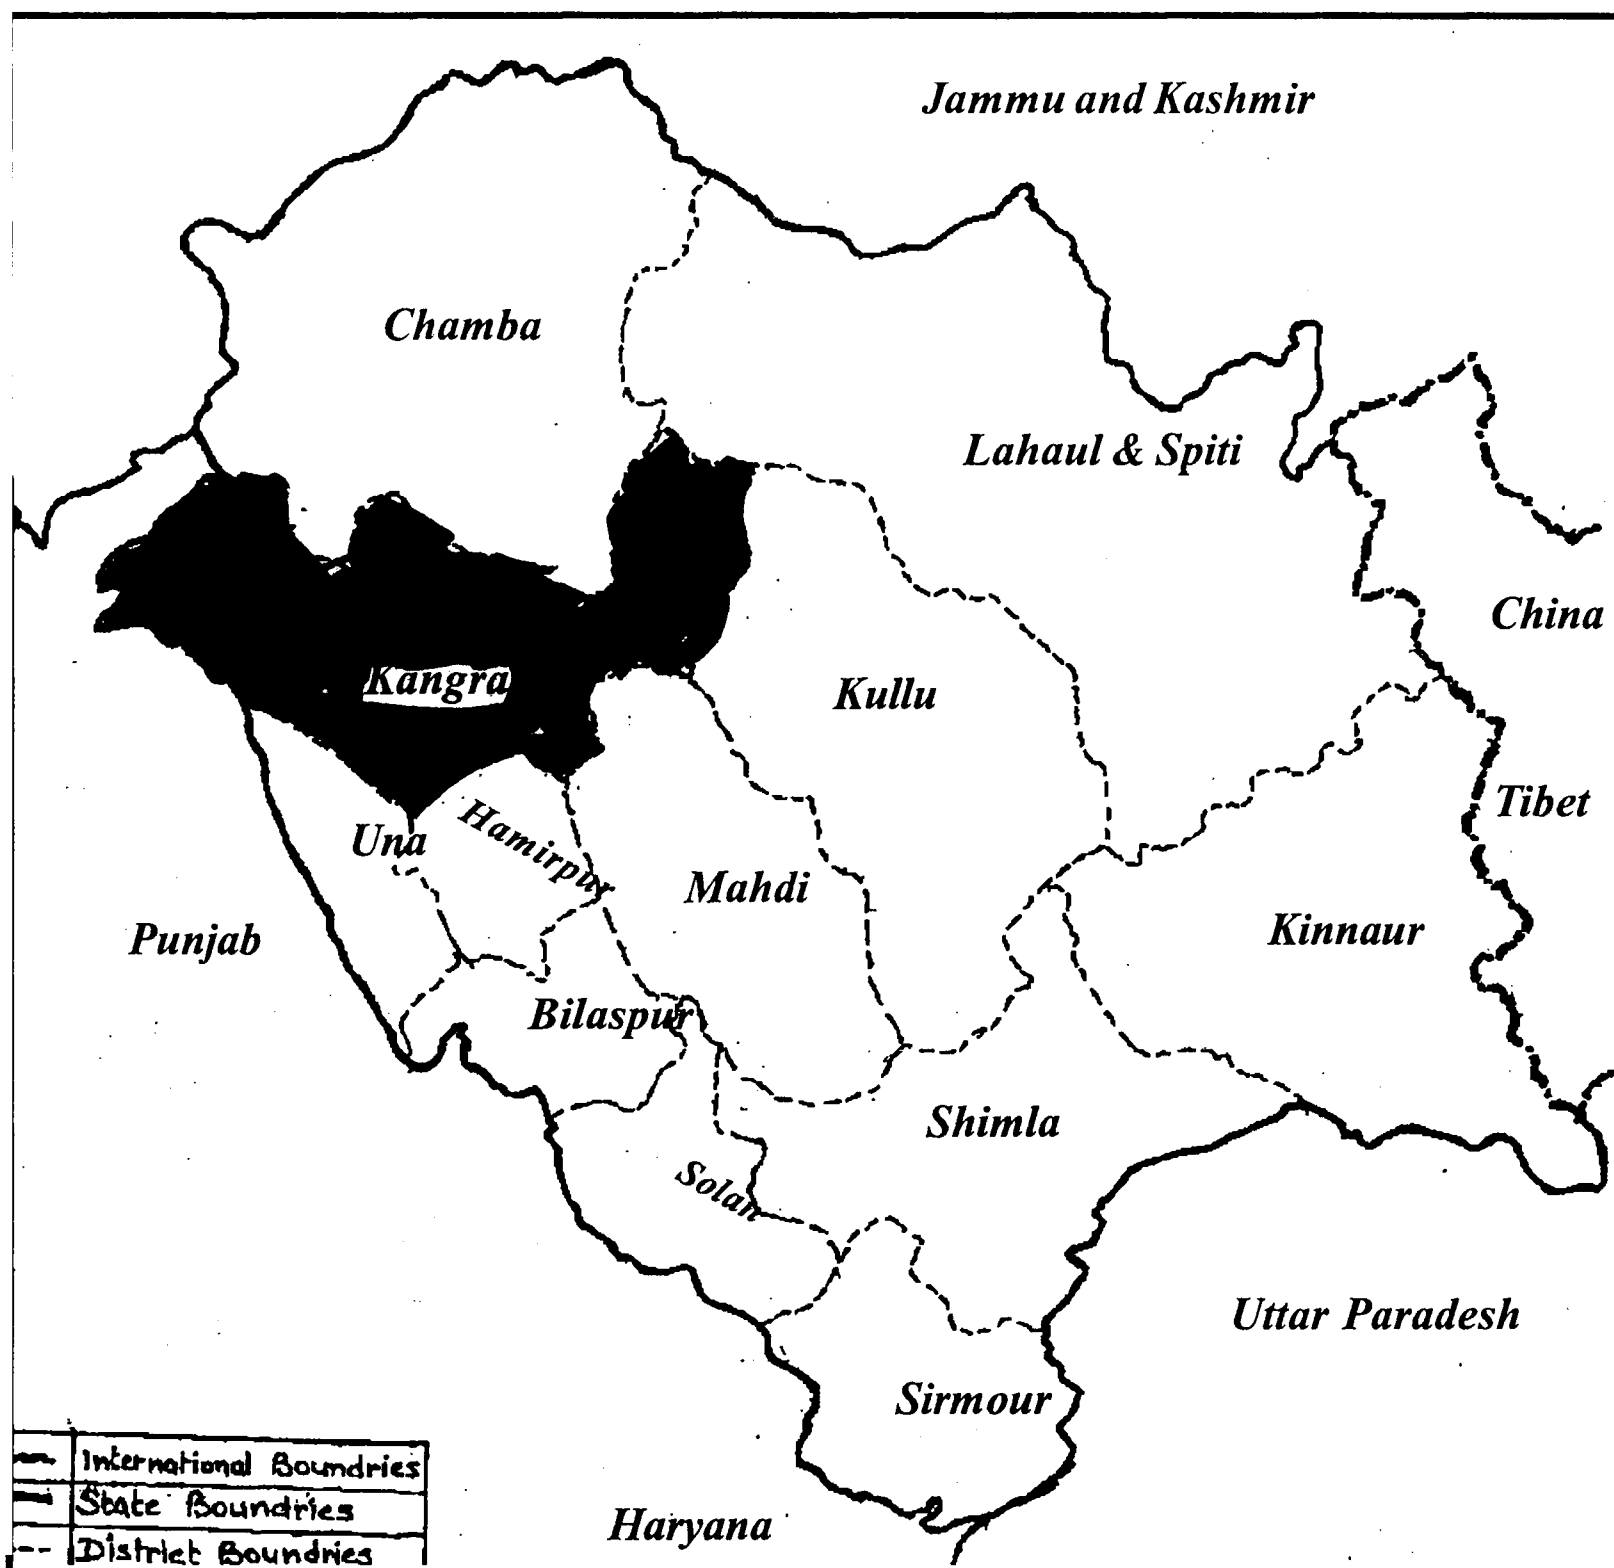 Jammu and Kashmir
Chamba
Lahaul & Spiti
China
Kangra
Kullu
Tibet
Una
Hamirpur
Mahdi
Punjab
Kinnaur
Bilaspur
Shimla
Solan
Uttar Paradesh
Sirmour
Haryana
International Boundries
State Boundries
District Boundries